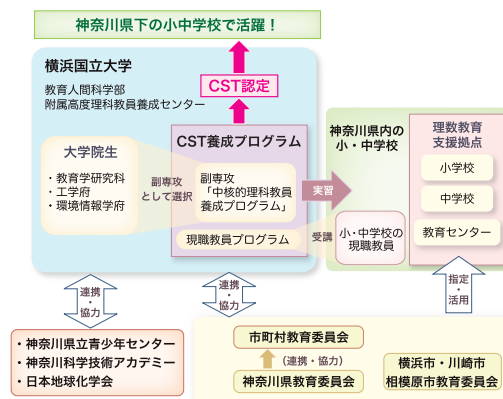 神奈川県下の小中学校で活躍！
横浜国立大学
教育人間科学部
附属高度理科教員養成センター
CST認定
大学院生
・教育学研究科
・工学府
・環境情報学府
副専攻
として選択
CST養成プログラム
副専攻
「中核的理科教員
養成プログラム」
現職教員プログラム
実習
受講
神奈川県内の
小・中学校
小・中学校の
現職教員
理数教育
支援拠点
小学校
中学校
教育センター
連携
・
協力
連携
・
協力
指定
・
活用
・神奈川県立青少年センター
・神奈川科学技術アカデミー
・日本地球化学会
市町村教育委員会
（連携・協力）
神奈川県教育委員会
横浜市・川崎市
相模原市教育委員会